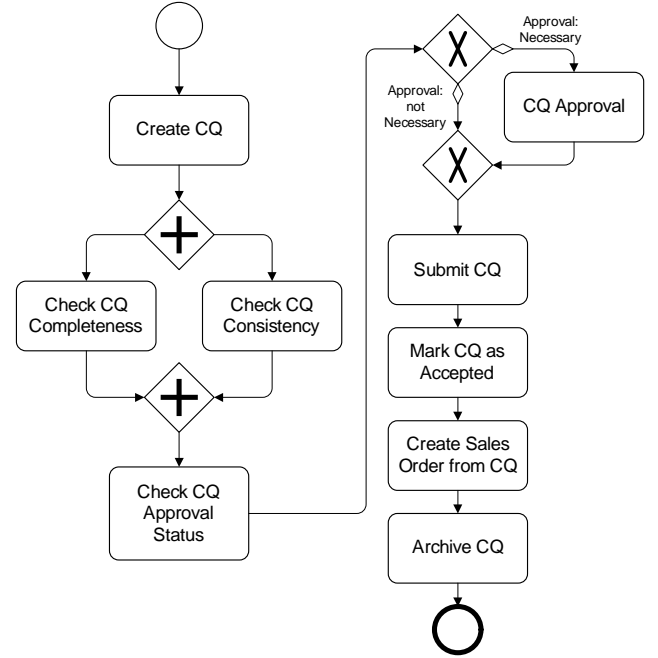 Create CQ
Check CQ
Completeness
Check CQ
Consistency
Check CQ
Approval
Status
Approval:
Necessary
Approval:
not
Necessary
CQ Approval
Submit CQ
Mark CQ as
Accepted
Create Sales
Order from CQ
Archive CQ